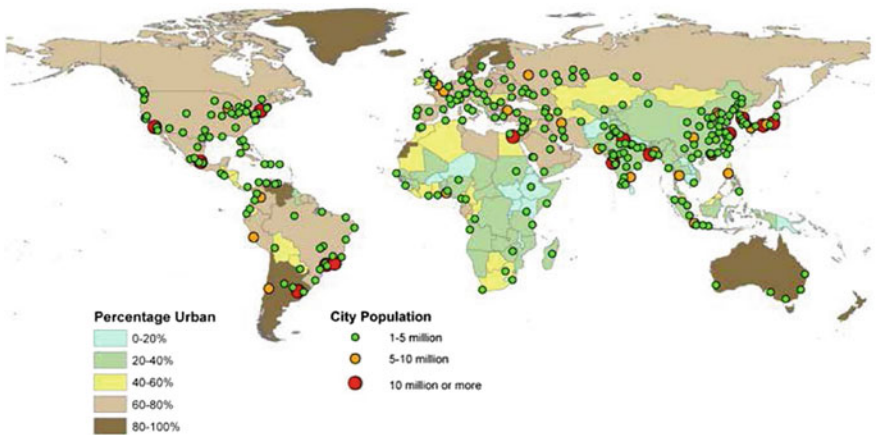 Percentage Urban
0-20%
20-40%
40-60%
60-80%
80-100%
City Population
1-5 million
5-10 million
10 million or more